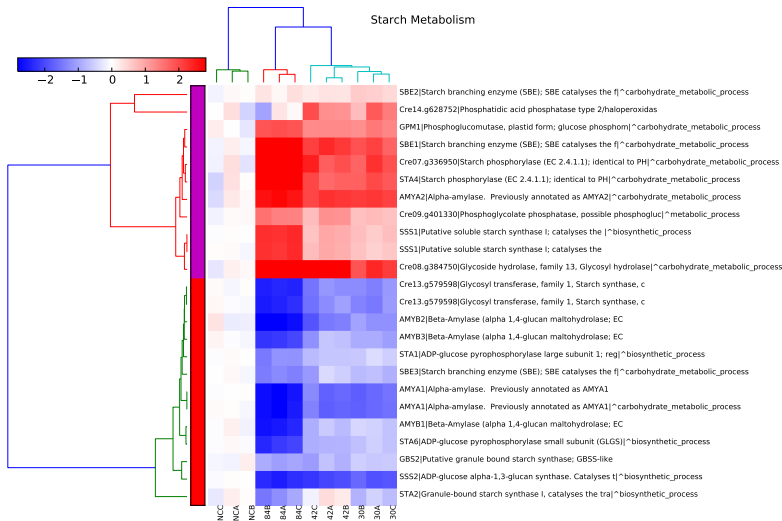 Starch Metabolism
−2 −1 0 1 2
SBE2|Starch branching enzyme (SBE); SBE catalyses the f|^carbohydrate_metabolic_process
Cre14.g628752|Phosphatidic acid phosphatase type 2/haloperoxidas
GPM1|Phosphoglucomutase, plastid form; glucose phosphom|^carbohydrate_metabolic_process
SBE1|Starch branching enzyme (SBE); SBE catalyses the f|^carbohydrate_metabolic_process
Cre07.g336950|Starch phosphorylase (EC 2.4.1.1); identical to PH|^carbohydrate_metabolic_process
STA4|Starch phosphorylase (EC 2.4.1.1); identical to PH|^carbohydrate_metabolic_process
AMYA2|Alpha-amylase.  Previously annotated as AMYA2|^carbohydrate_metabolic_process
Cre09.g401330|Phosphoglycolate phosphatase, possible phosphogluc|^metabolic_process
SSS1|Putative soluble starch synthase I; catalyses the |^biosynthetic_process
SSS1|Putative soluble starch synthase I; catalyses the
Cre08.g384750|Glycoside hydrolase, family 13, Glycosyl hydrolase|^carbohydrate_metabolic_process
Cre13.g579598|Glycosyl transferase, family 1, Starch synthase, c
Cre13.g579598|Glycosyl transferase, family 1, Starch synthase, c
AMYB2|Beta-Amylase (alpha 1,4-glucan maltohydrolase; EC
AMYB3|Beta-Amylase (alpha 1,4-glucan maltohydrolase; EC
STA1|ADP-glucose pyrophosphorylase large subunit 1; reg|^biosynthetic_process
SBE3|Starch branching enzyme (SBE); SBE catalyses the f|^carbohydrate_metabolic_process
AMYA1|Alpha-amylase.  Previously annotated as AMYA1
AMYA1|Alpha-amylase.  Previously annotated as AMYA1|^carbohydrate_metabolic_process
AMYB1|Beta-Amylase (alpha 1,4-glucan maltohydrolase; EC
STA6|ADP-glucose pyrophosphorylase small subunit (GLGS)|^biosynthetic_process
GBS2|Putative granule bound starch synthase; GBSS-like
SSS2|ADP-glucose alpha-1,3-glucan synthase. Catalyses t|^biosynthetic_process
STA2|Granule-bound starch synthase I, catalyses the tra|^biosynthetic_process
NCC NCA NCB 84B 84A 84C 42C 42A 42B 30B 30A 30C